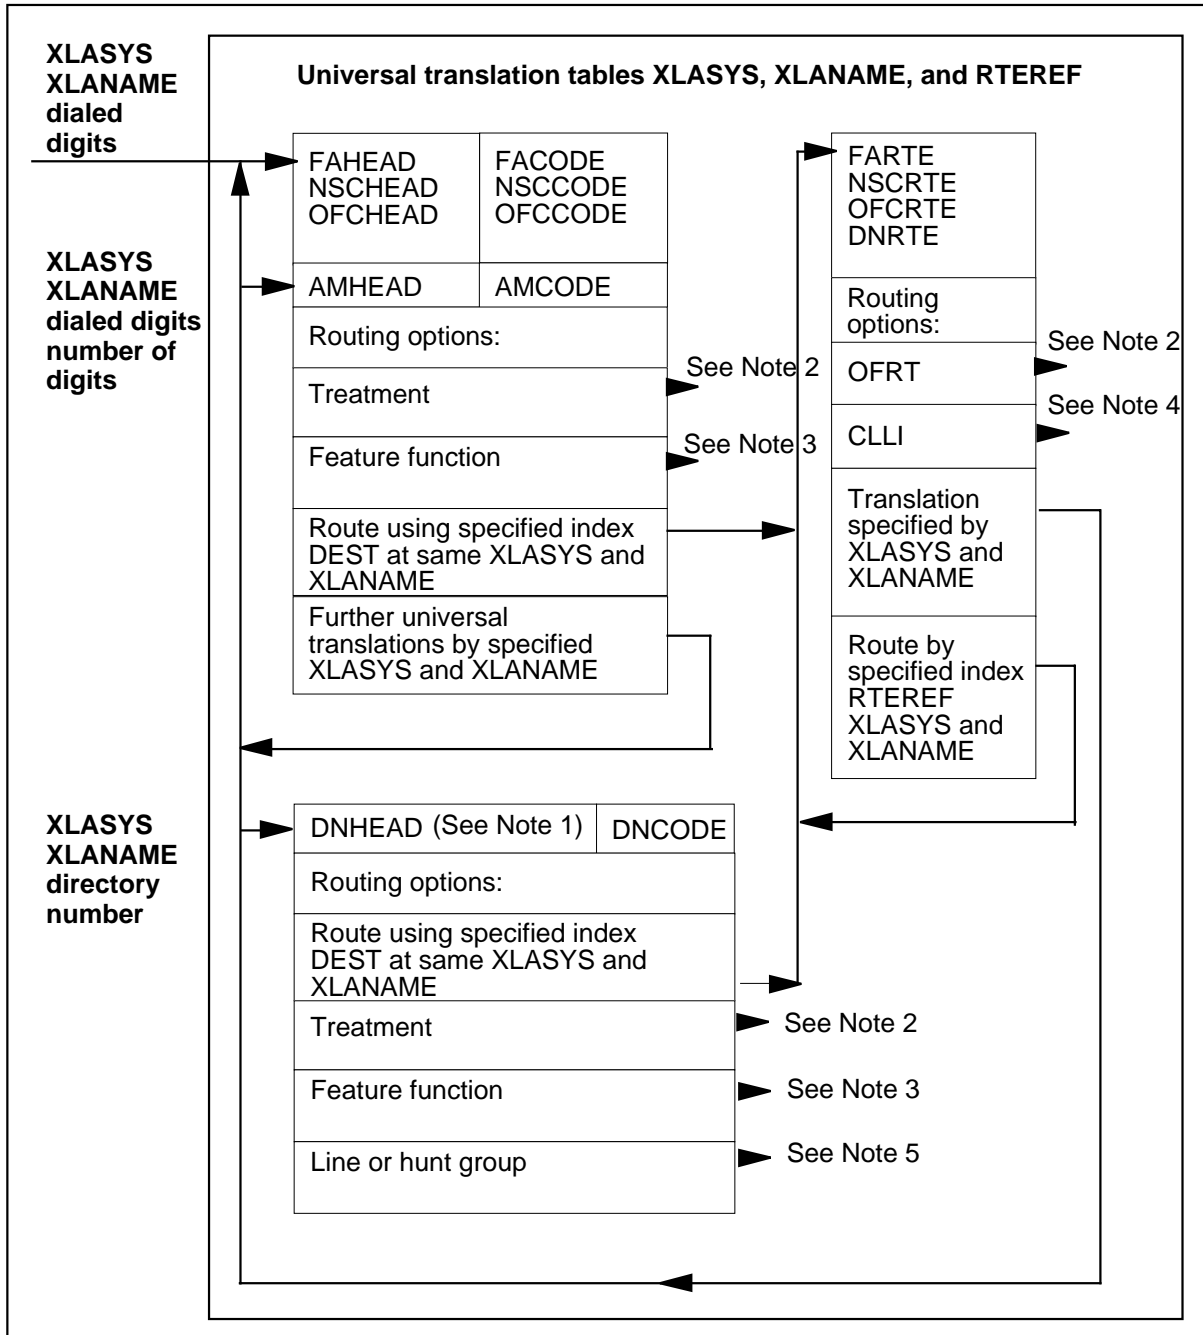 XLASYS
XLANAME
dialed
digits
Universal translation tables XLASYS, XLANAME, and RTEREF
FAHEAD
NSCHEAD
OFCHEAD
FACODE
NSCCODE
OFCCODE
FARTE
NSCRTE
OFCRTE
DNRTE
XLASYS
XLANAME
dialed digits
number of
digits
AMHEAD
AMCODE
Routing options:
Treatment
See Note 2
Feature function
See Note 3
Route using specified index
DEST at same XLASYS and
XLANAME
Further universal
translations by specified
XLASYS and XLANAME
Routing
options:
OFRT
See Note 2
CLLI
See Note 4
Translation
specified by
XLASYS and
XLANAME
Route by
specified index
RTEREF
XLASYS and
XLANAME
XLASYS
XLANAME
directory
number
DNHEAD (See Note 1)
DNCODE
Routing options:
Route using specified index
DEST at same XLASYS and
XLANAME
Treatment
See Note 2
Feature function
See Note 3
Line or hunt group
See Note 5